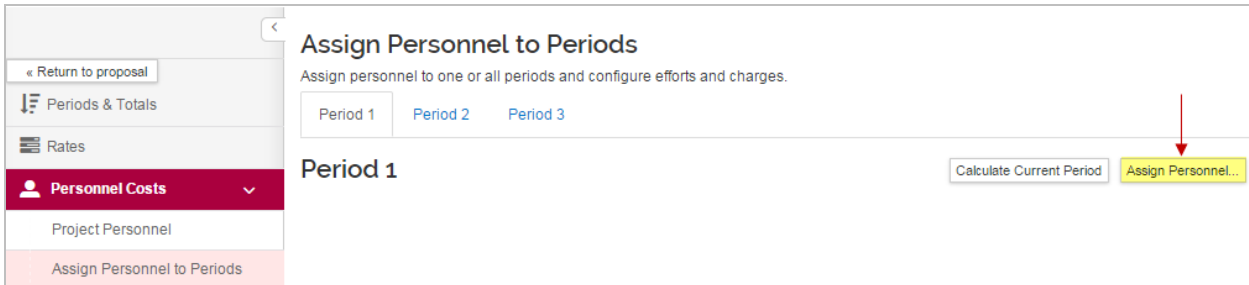 « Return to proposal
Periods & Totals
Rates
Personnel Costs
Project Personnel
Assign Personnel to Periods
Assign Personnel to Periods
Assign personnel to one or all periods and configure efforts and charges.
Period 1 Period 2 Period 3
Period 1
Calculate Current Period Assign Personnel...